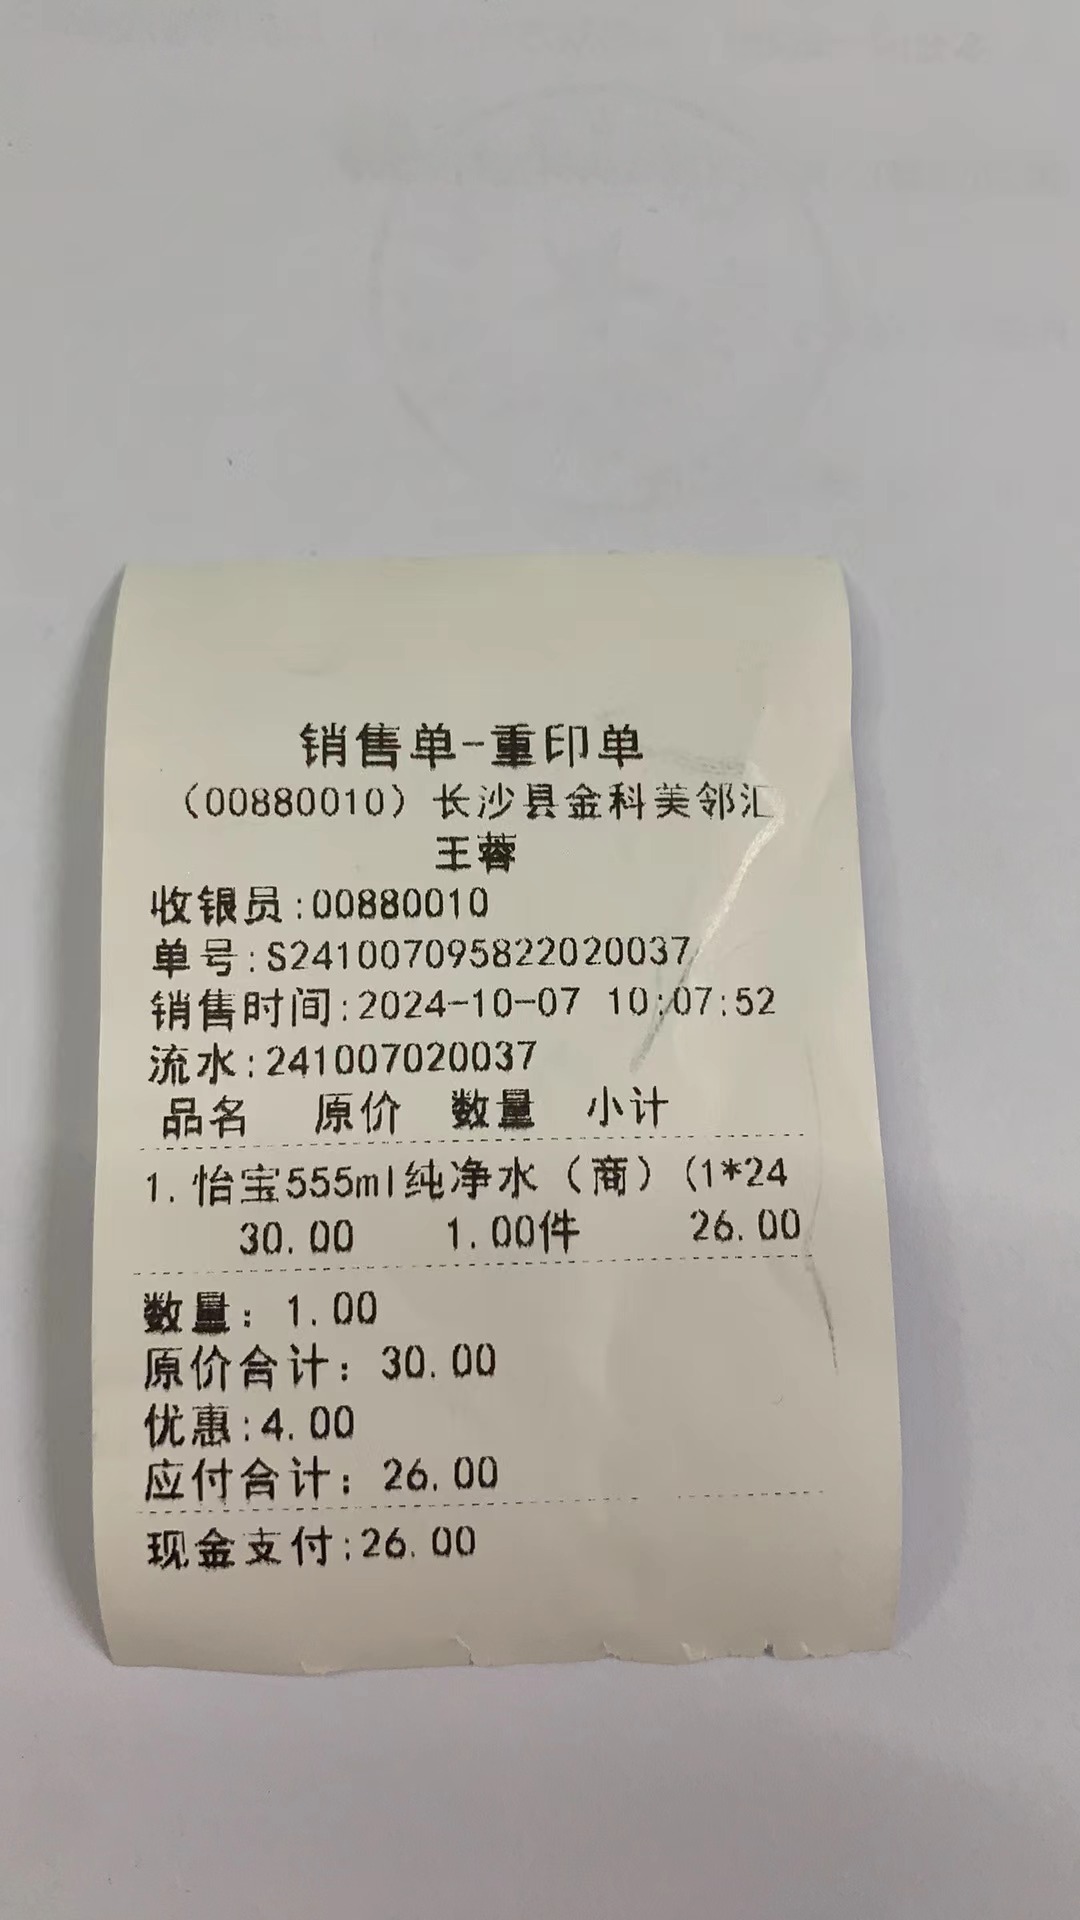 销售单-重印单
（00880010）长沙县金科美邻汇
王蓉
收银员:00880010
单号:S241007095822020037
销售时间:2024-10-07 10:07:52
流水:241007020037
品名 原价 数量 小计
1. 怡宝555ml纯净水（商）(1*24
30.00 1.00件 26.00
数量：1.00
原价合计：30.00
优惠:4.00
应付合计：26.00
现金支付:26.00